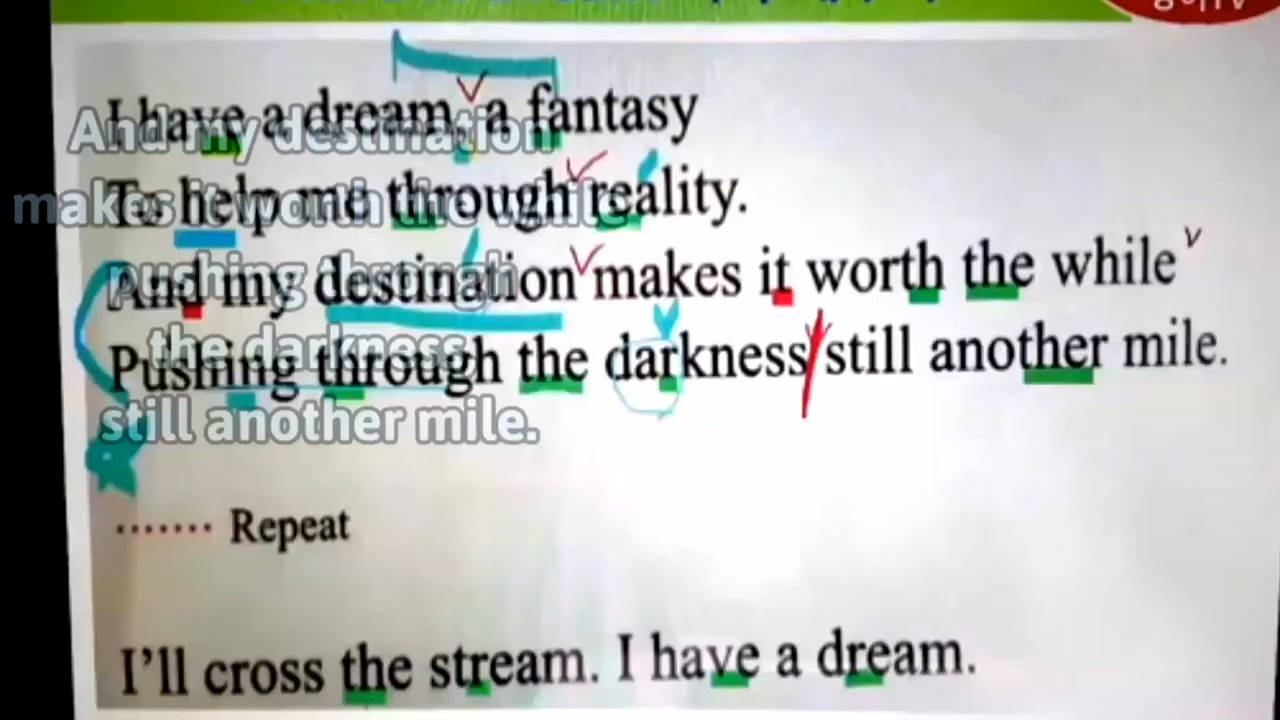 I have a dream, a fantasy
To help me through reality.
And my destination makes it worth the while
Pushing through the darkness still another mile.
And my destination
makes it worth the while
pushing through
the darkness
still another mile.
....... Repeat
I'll cross the stream. I have a dream.